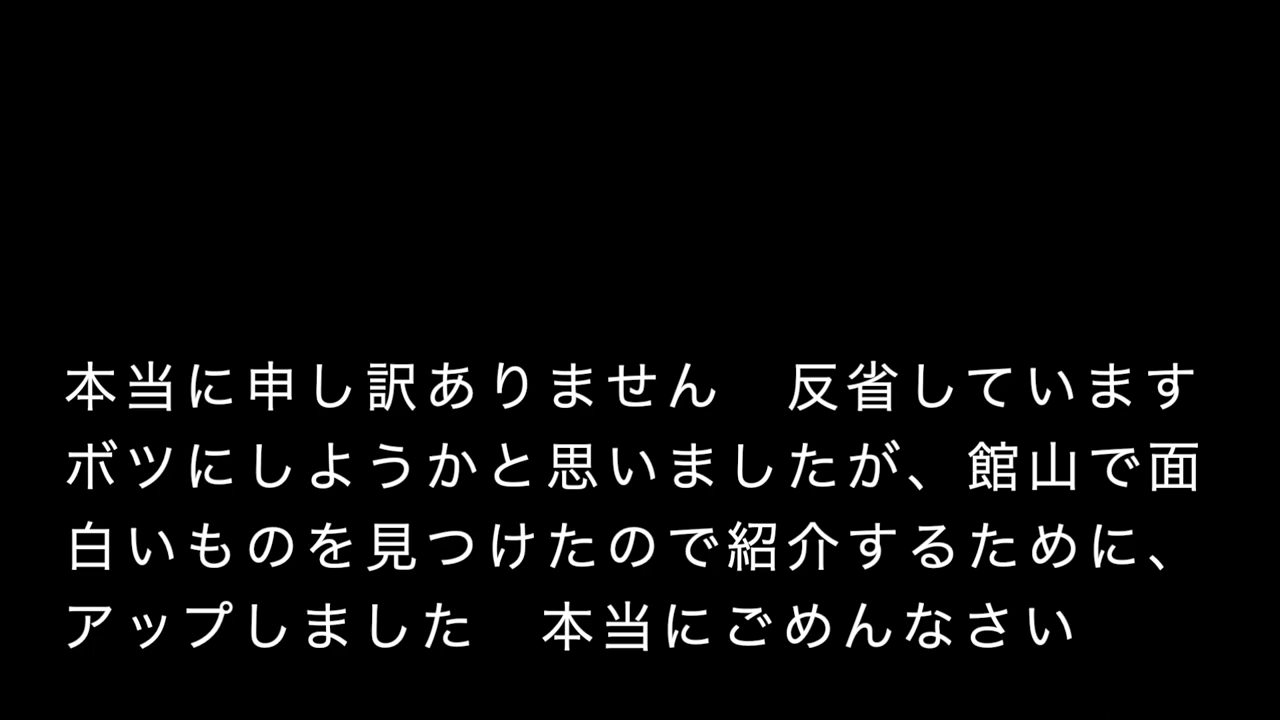 本当に申し訳ありません　反省しています
ボツにしようかと思いましたが、館山で面
白いものを見つけたので紹介するために、
アップしました　本当にごめんなさい